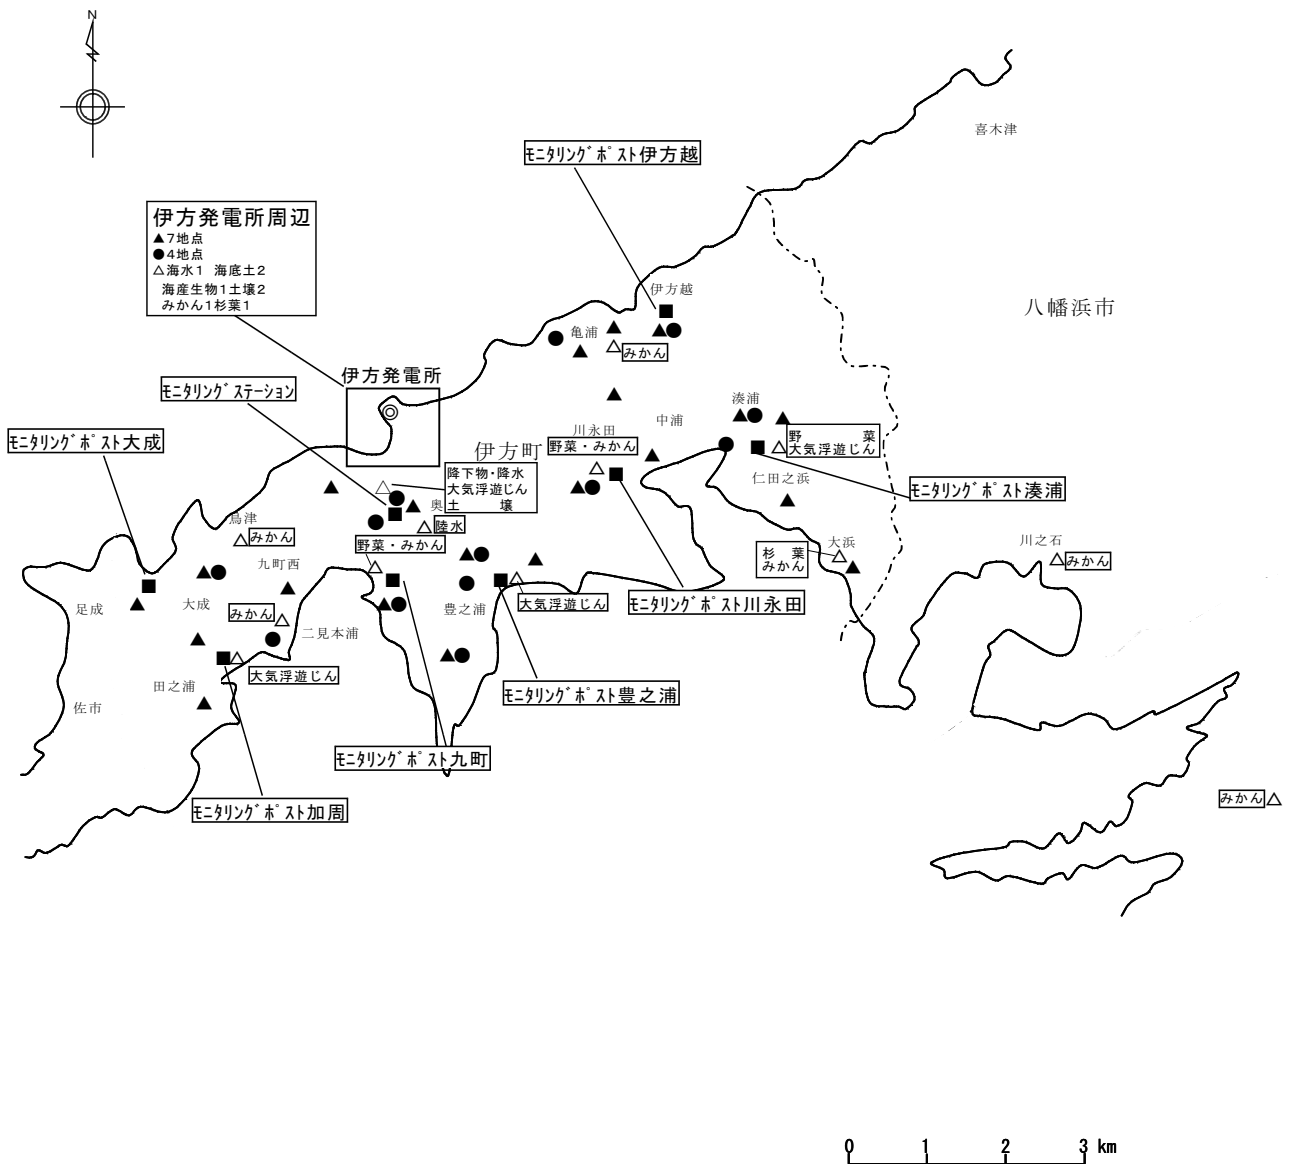 N
喜木津
モニタリングポスト伊方越
伊方発電所周辺
▲7地点
●4地点
△海水1 海底土2
海産生物1土壌2
みかん1杉葉1
伊方越
八幡浜市
亀浦
みかん
伊方発電所
モニタリングステーション
湊浦
中浦
川永田
野菜・みかん
野 菜
大気浮遊じん
モニタリングポスト大成
伊方町
降下物・降水
大気浮遊じん
土 壌
仁田之浜
モニタリングポスト湊浦
奥
鳥津
陸水
みかん
野菜・みかん
大浜
杉 葉
みかん
川之石
みかん
九町西
足成
大成
みかん
豊之浦
大気浮遊じん
モニタリングポスト川永田
二見本浦
大気浮遊じん
田之浦
モニタリングポスト豊之浦
佐市
モニタリングポスト九町
モニタリングポスト加周
みかん
0 1 2 3 km